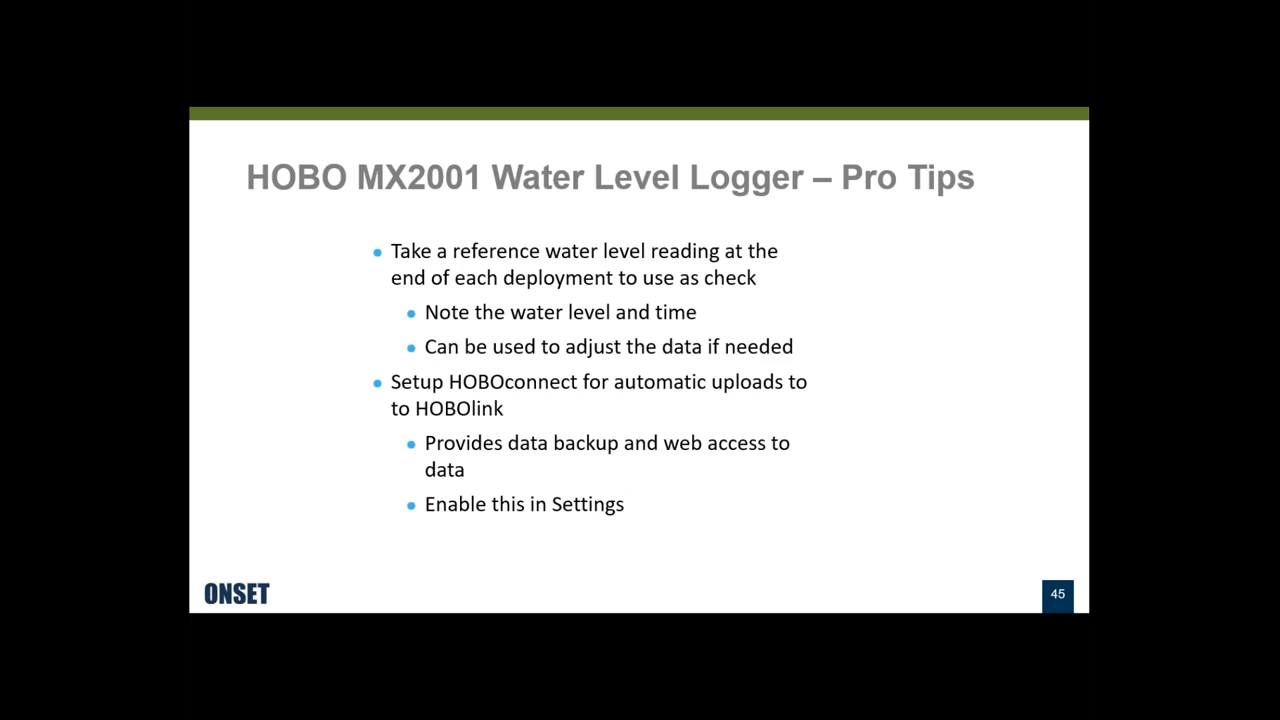 HOBO MX2001 Water Level Logger – Pro Tips
Take a reference water level reading at the
end of each deployment to use as check
Note the water level and time
Can be used to adjust the data if needed
Setup HOBOconnect for automatic uploads to
to HOBOlink
Provides data backup and web access to
data
Enable this in Settings
ONSET
45